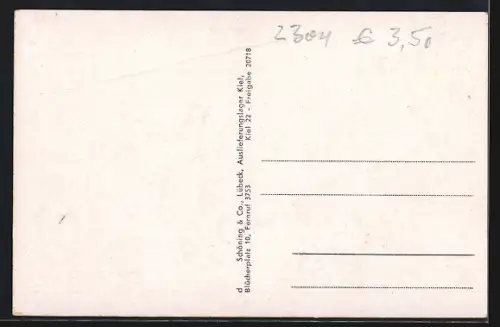 2304 £ 3,50
d Schöning & Co., Lübeck, Auslieferungslager Kiel,
Blücherplatz 10, Fernruf 3753 Kiel 22 - Freigabe 20718